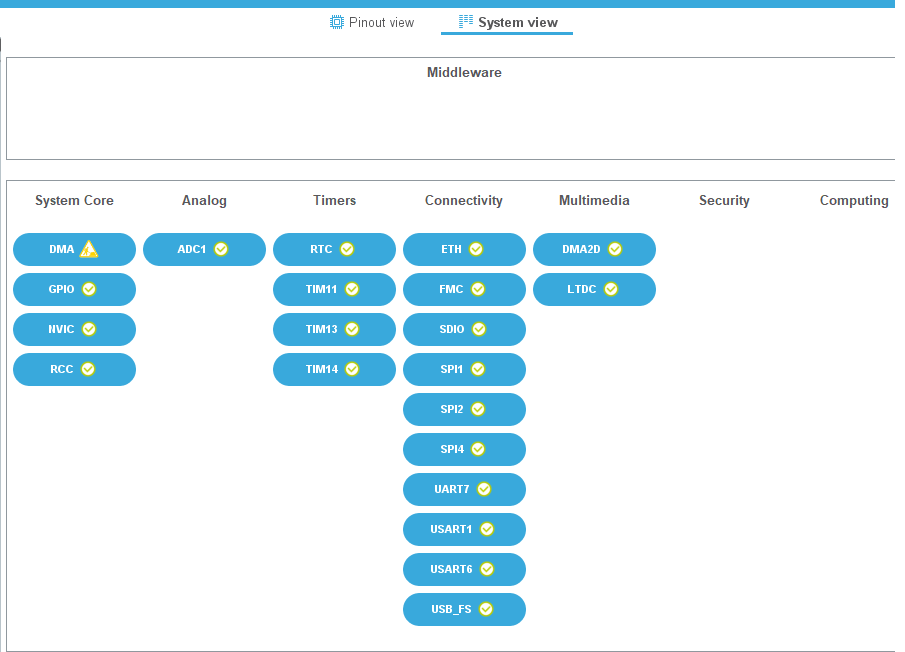 Pinout view System view
Middleware
System Core Analog Timers Connectivity Multimedia Security Computing
DMA ADC1 RTC ETH DMA2D
GPIO TIM11 FMC LTDC
NVIC TIM13 SDIO
RCC TIM14 SPI1
SPI2
SPI4
UART7
USART1
USART6
USB_FS